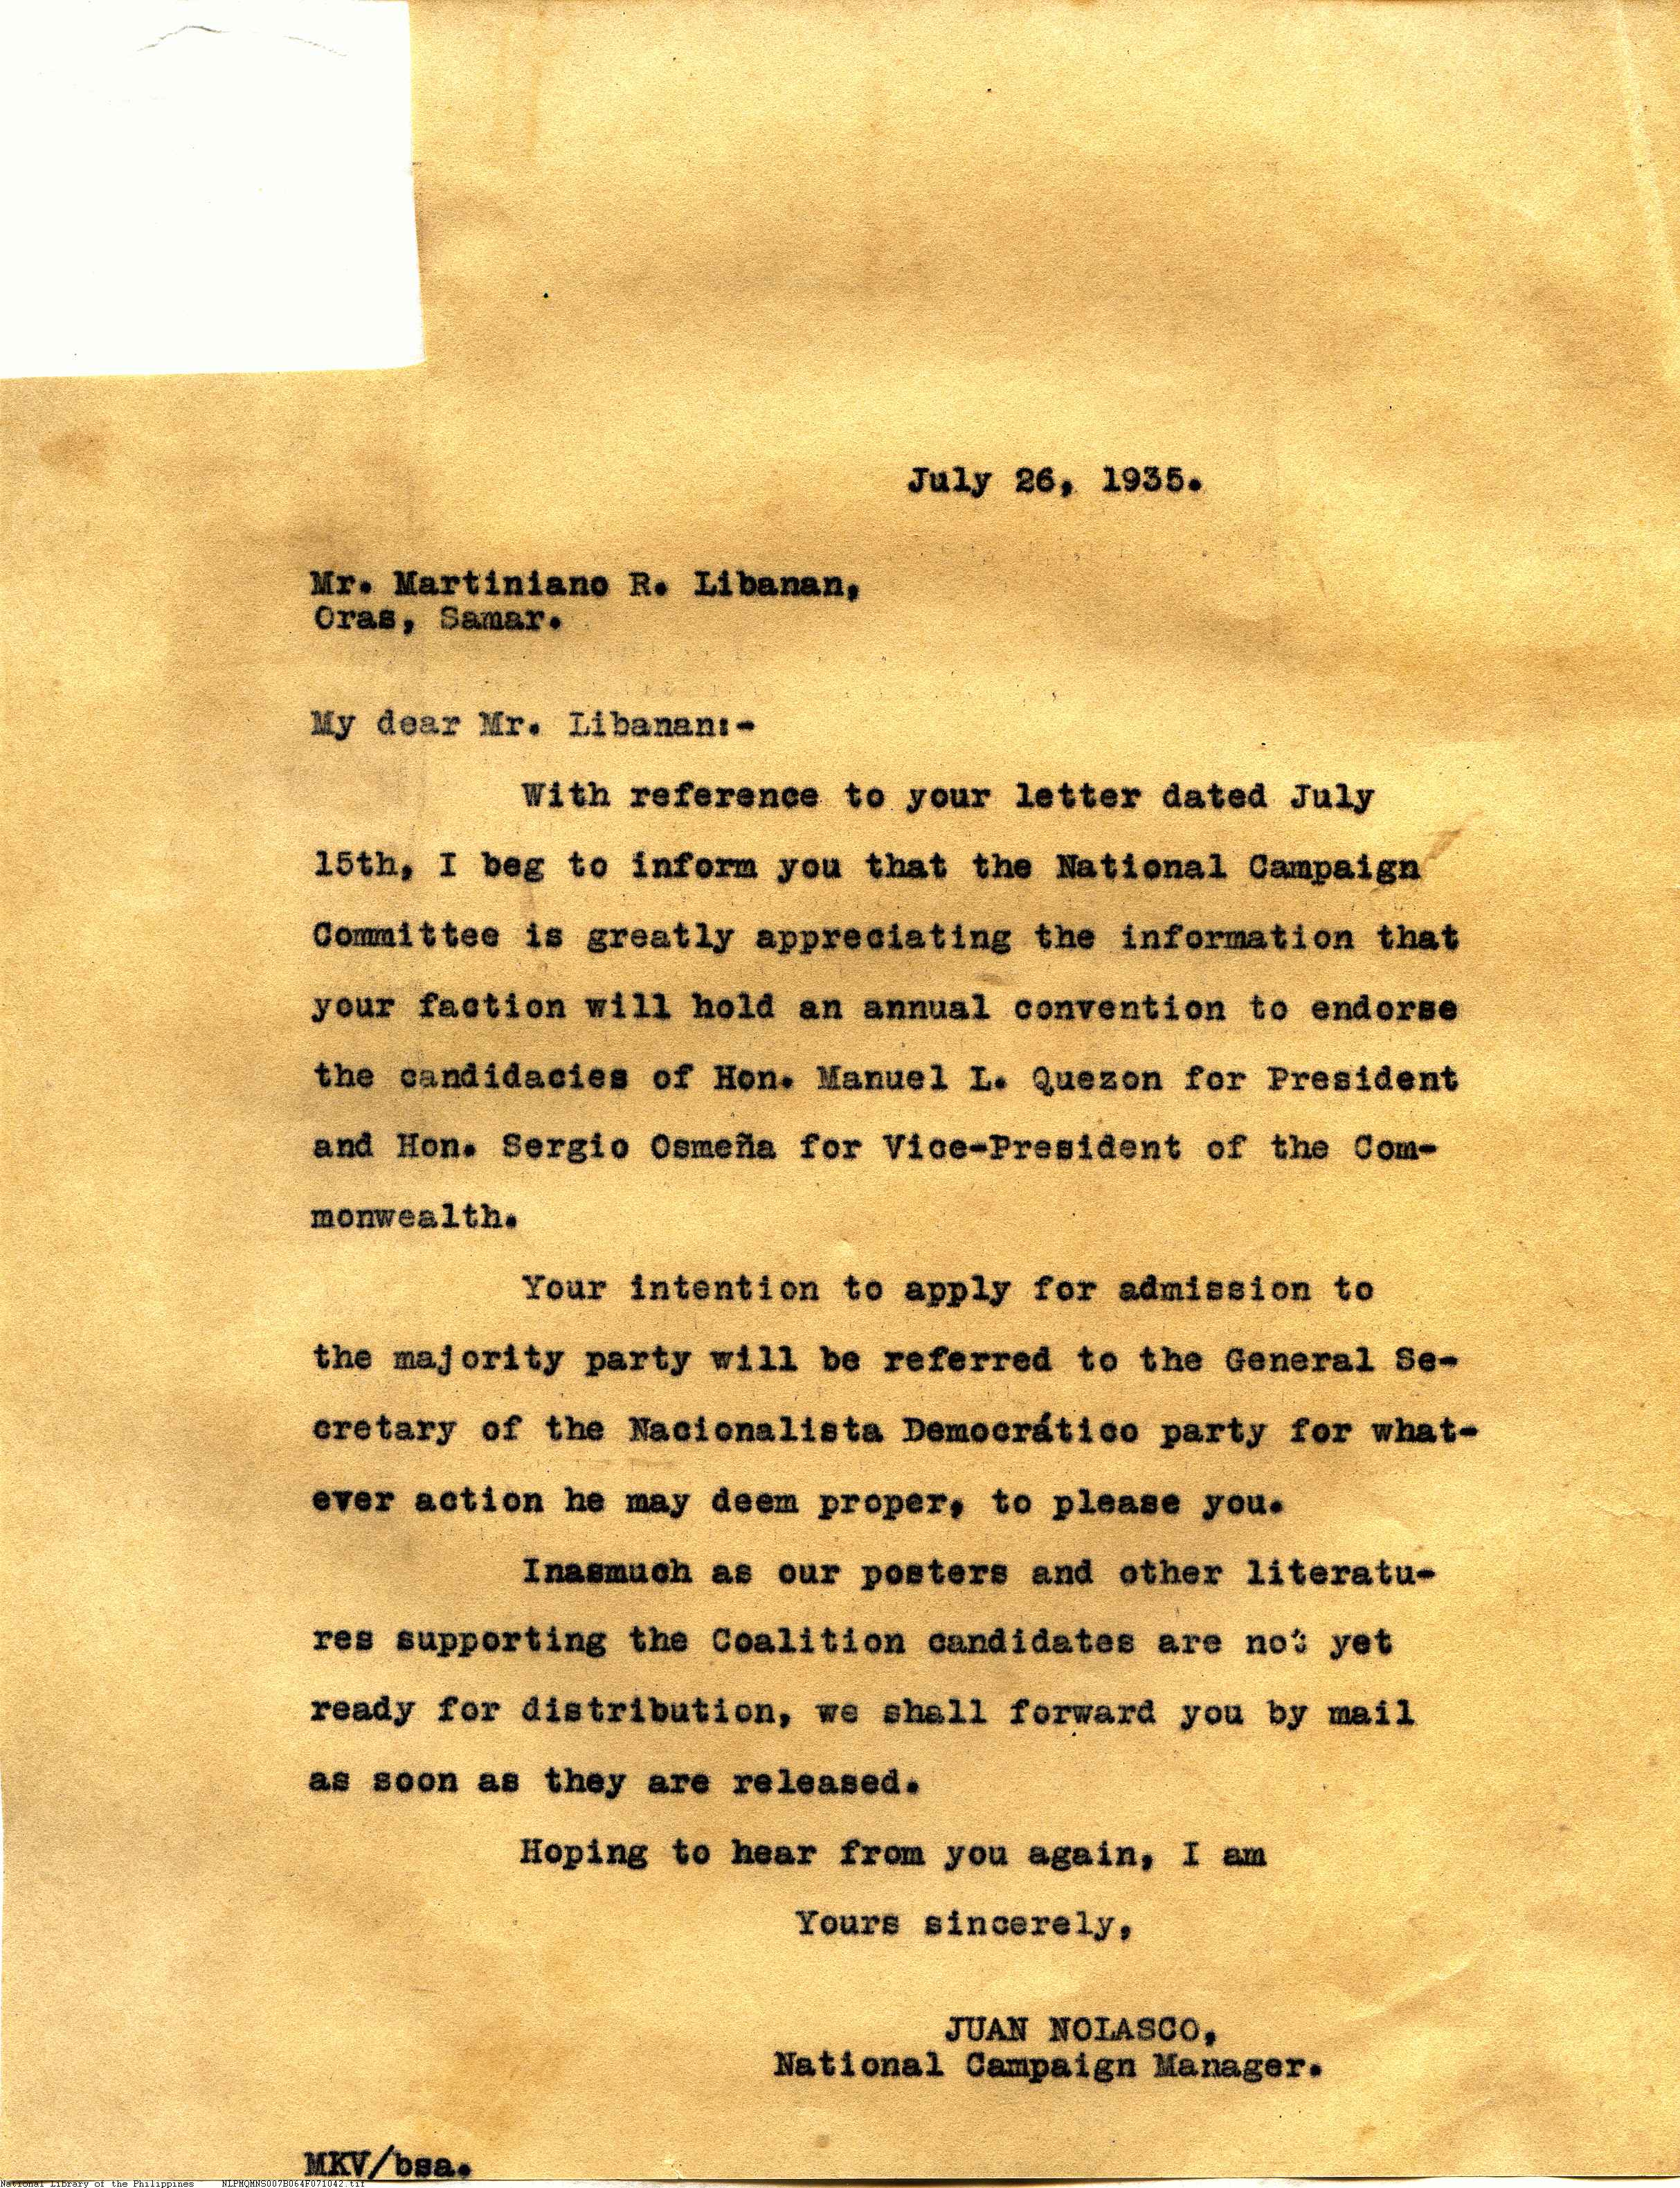 July 26, 1935.
Mr. Martiniano R. Libanan,
Oras, Samar.
My dear Mr. Libanan:-
With reference to your letter dated July
15th, I beg to inform you that the National Campaign
Committee is greatly appreciating the information that
your faction will hold an annual convention to endorse
the candidacies of Hon. Manuel L. Quezon for President
and Hon. Sergio Osmeña for Vice-President of the Com-
monwealth.
Your intention to apply for admission to
the majority party will be referred to the General Se-
cretary of the Nacionalista Democrático party for what-
ever action he may deem proper, to please you.
Inasmuch as our posters and other literatu-
res supporting the Coalition candidates are not yet
ready for distribution, we shall forward you by mail
as soon as they are released.
Hoping to hear from you again, I am
Yours sincerely,
JUAN NOLASCO,
National Campaign Manager.
MKV/bsa.
National Library of the Philippines NLPMQMNS007B064F071042.tif